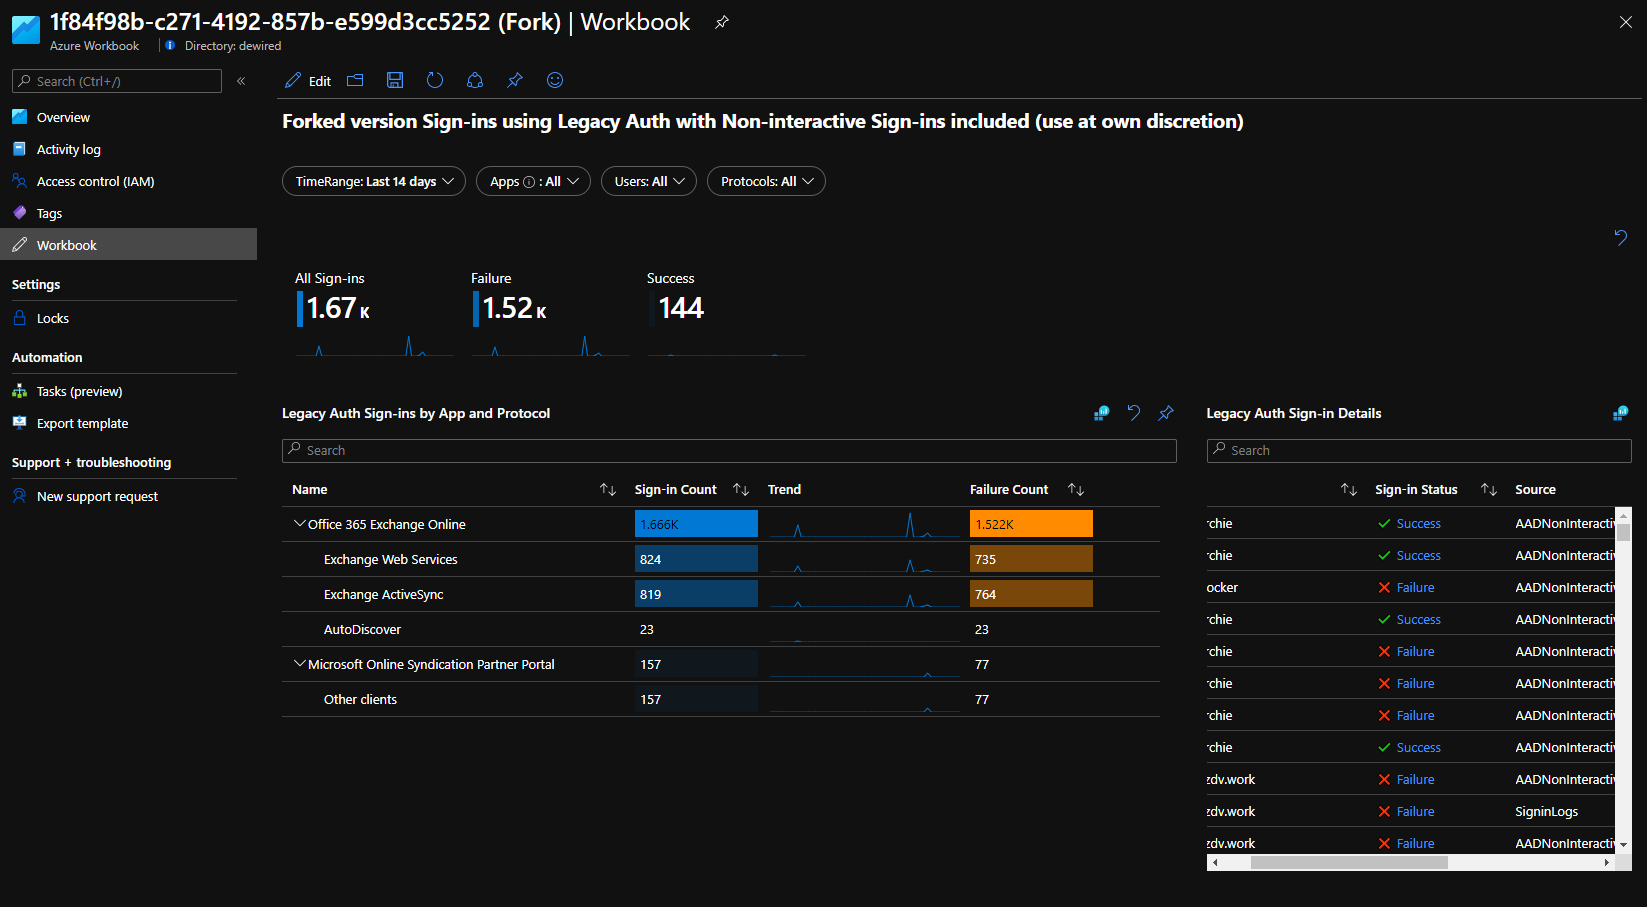 1f84f98b-c271-4192-857b-e599d3cc5252 (Fork) | Workbook
Azure Workbook | Directory: dewired
Search (Ctrl+/)
«
Overview
Activity log
Access control (IAM)
Tags
Workbook
Settings
Locks
Automation
Tasks (preview)
Export template
Support + troubleshooting
New support request
Edit
Forked version Sign-ins using Legacy Auth with Non-interactive Sign-ins included (use at own discretion)
TimeRange: Last 14 days
Apps : All
Users: All
Protocols: All
All Sign-ins
1.67 K
Failure
1.52 K
Success
144
Legacy Auth Sign-ins by App and Protocol
Search
Name Sign-in Count Trend Failure Count
Office 365 Exchange Online 1.666K 1.522K
Exchange Web Services 824 735
Exchange ActiveSync 819 764
AutoDiscover 23 23
Microsoft Online Syndication Partner Portal 157 77
Other clients 157 77
Legacy Auth Sign-in Details
Search
Sign-in Status Source
rchie Success AADNonInteracti
rchie Success AADNonInteracti
ocker Failure AADNonInteracti
rchie Success AADNonInteracti
rchie Failure AADNonInteracti
rchie Failure AADNonInteracti
rchie Failure AADNonInteracti
rchie Success AADNonInteracti
zdv.work Failure AADNonInteracti
zdv.work Failure SigninLogs
zdv.work Failure AADNonInteracti